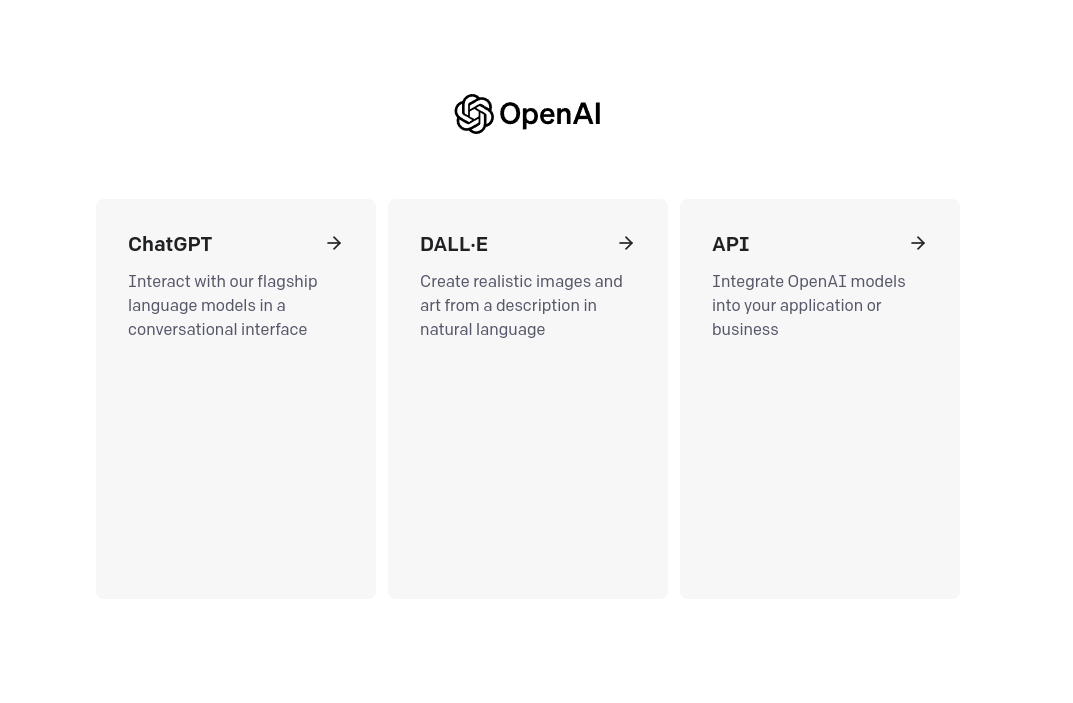 OpenAI
ChatGPT
Interact with our flagship
language models in a
conversational interface
DALL·E
Create realistic images and
art from a description in
natural language
API
Integrate OpenAI models
into your application or
business